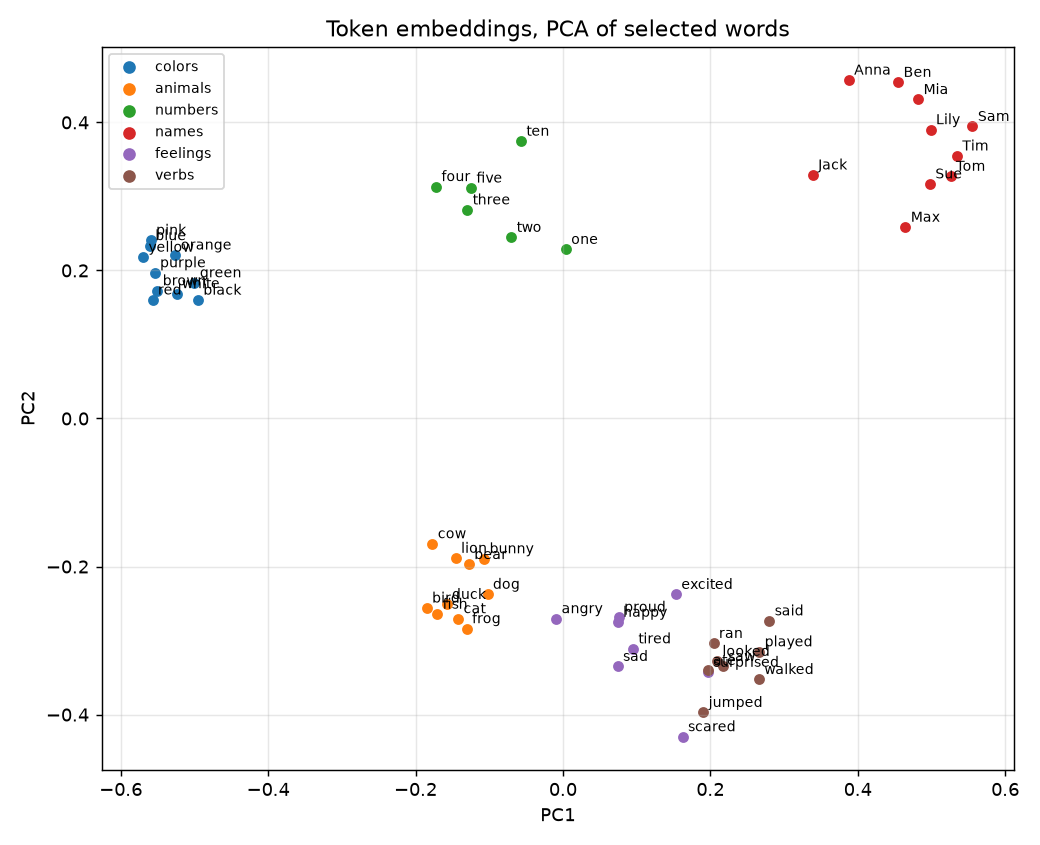 Token embeddings, PCA of selected words
colors
animals
numbers
names
feelings
verbs
Anna
Ben
Mia
Lily
Sam
Tim
Tom
Jack
Sue
Max
ten
four
five
three
two
one
pink
blue
orange
yellow
purple
green
brown
white
red
black
cow
lion
bunny
bear
dog
duck
bird
fish
cat
frog
excited
angry
proud
happy
tired
sad
said
ran
played
looked
saw
surprised
walked
jumped
scared
0.4
0.2
0.0
−0.2
−0.4
PC2
−0.6
−0.4
−0.2
0.0
0.2
0.4
0.6
PC1